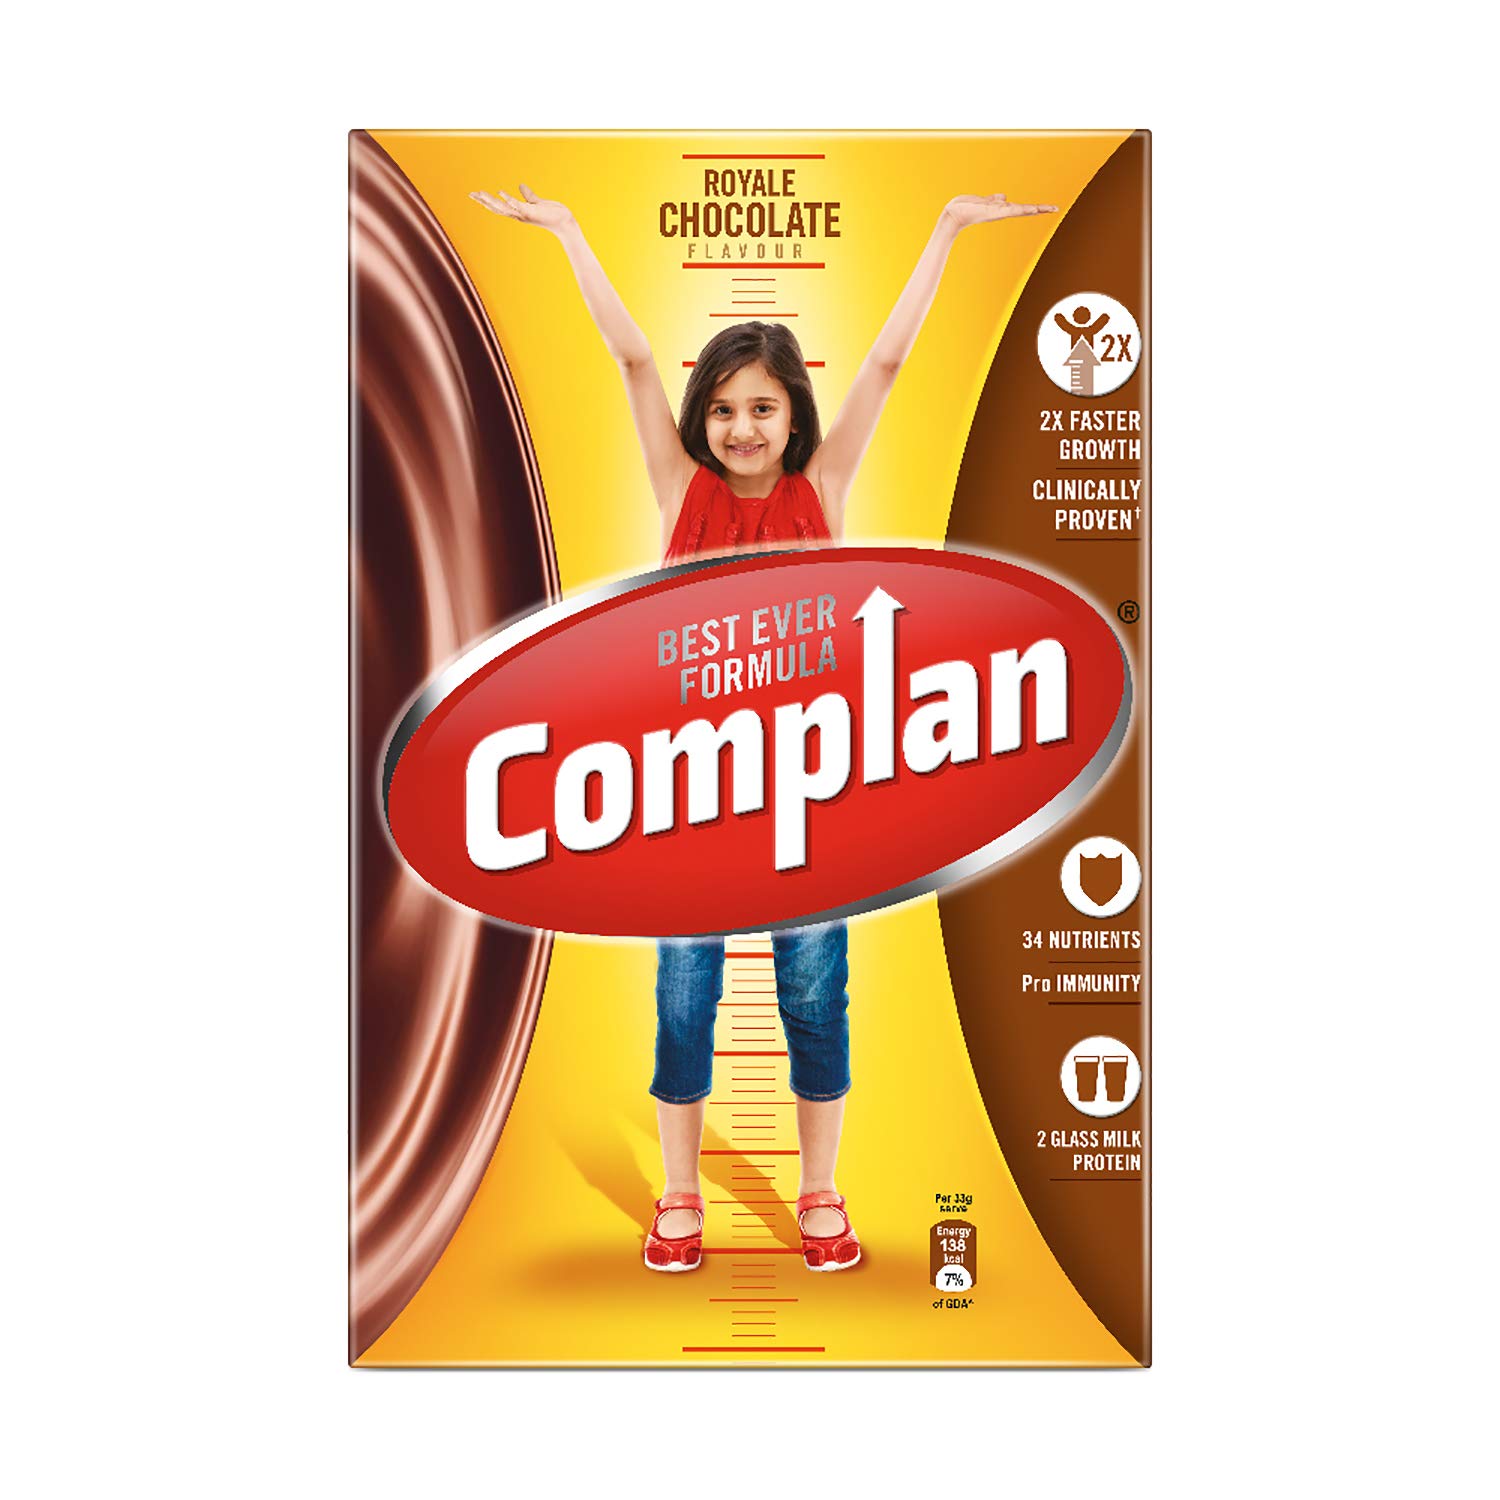 ROYALE
CHOCOLATE
FLAVOUR
2X
2X FASTER
GROWTH
CLINICALLY
PROVEN†
®
BEST EVER
FORMULA
Complan
34 NUTRIENTS
Pro IMMUNITY
2 GLASS MILK
PROTEIN
Per 33g
serve
Energy
138
kcal
7%
of GDA^